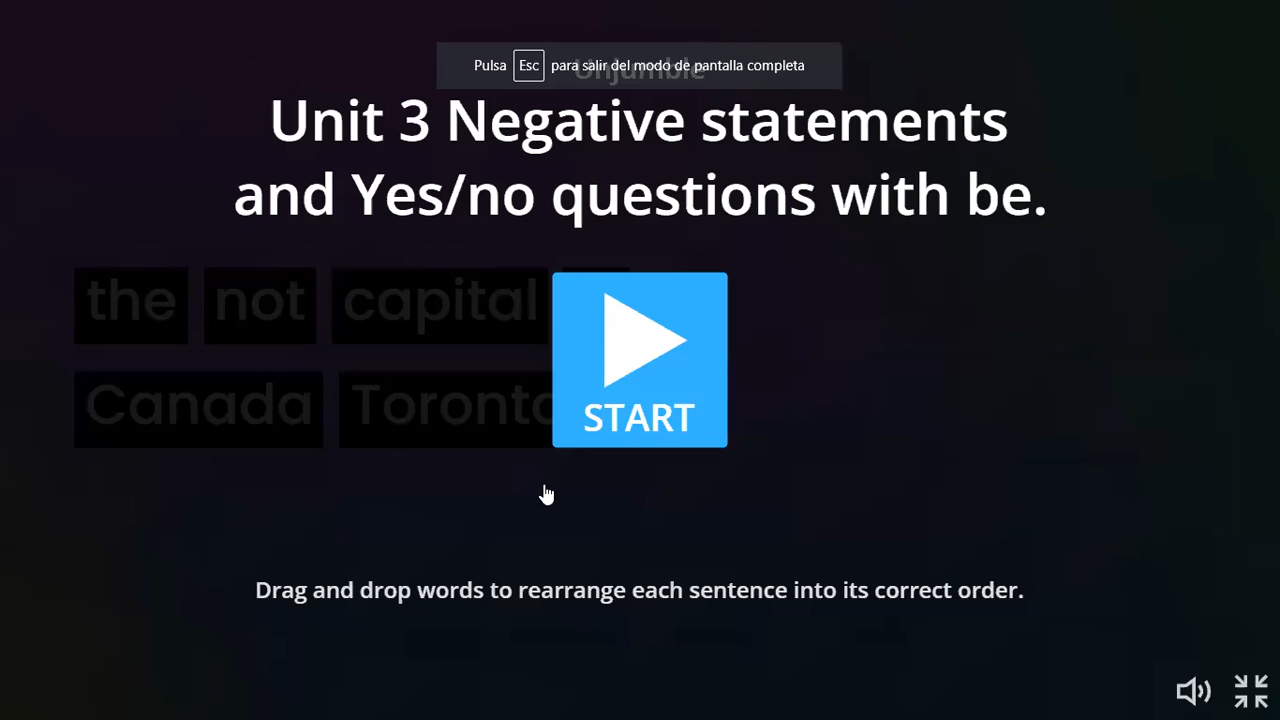 Unjumble
Pulsa Esc para salir del modo de pantalla completa
Unit 3 Negative statements
and Yes/no questions with be.
the not capital
Canada Toronto
START
Drag and drop words to rearrange each sentence into its correct order.